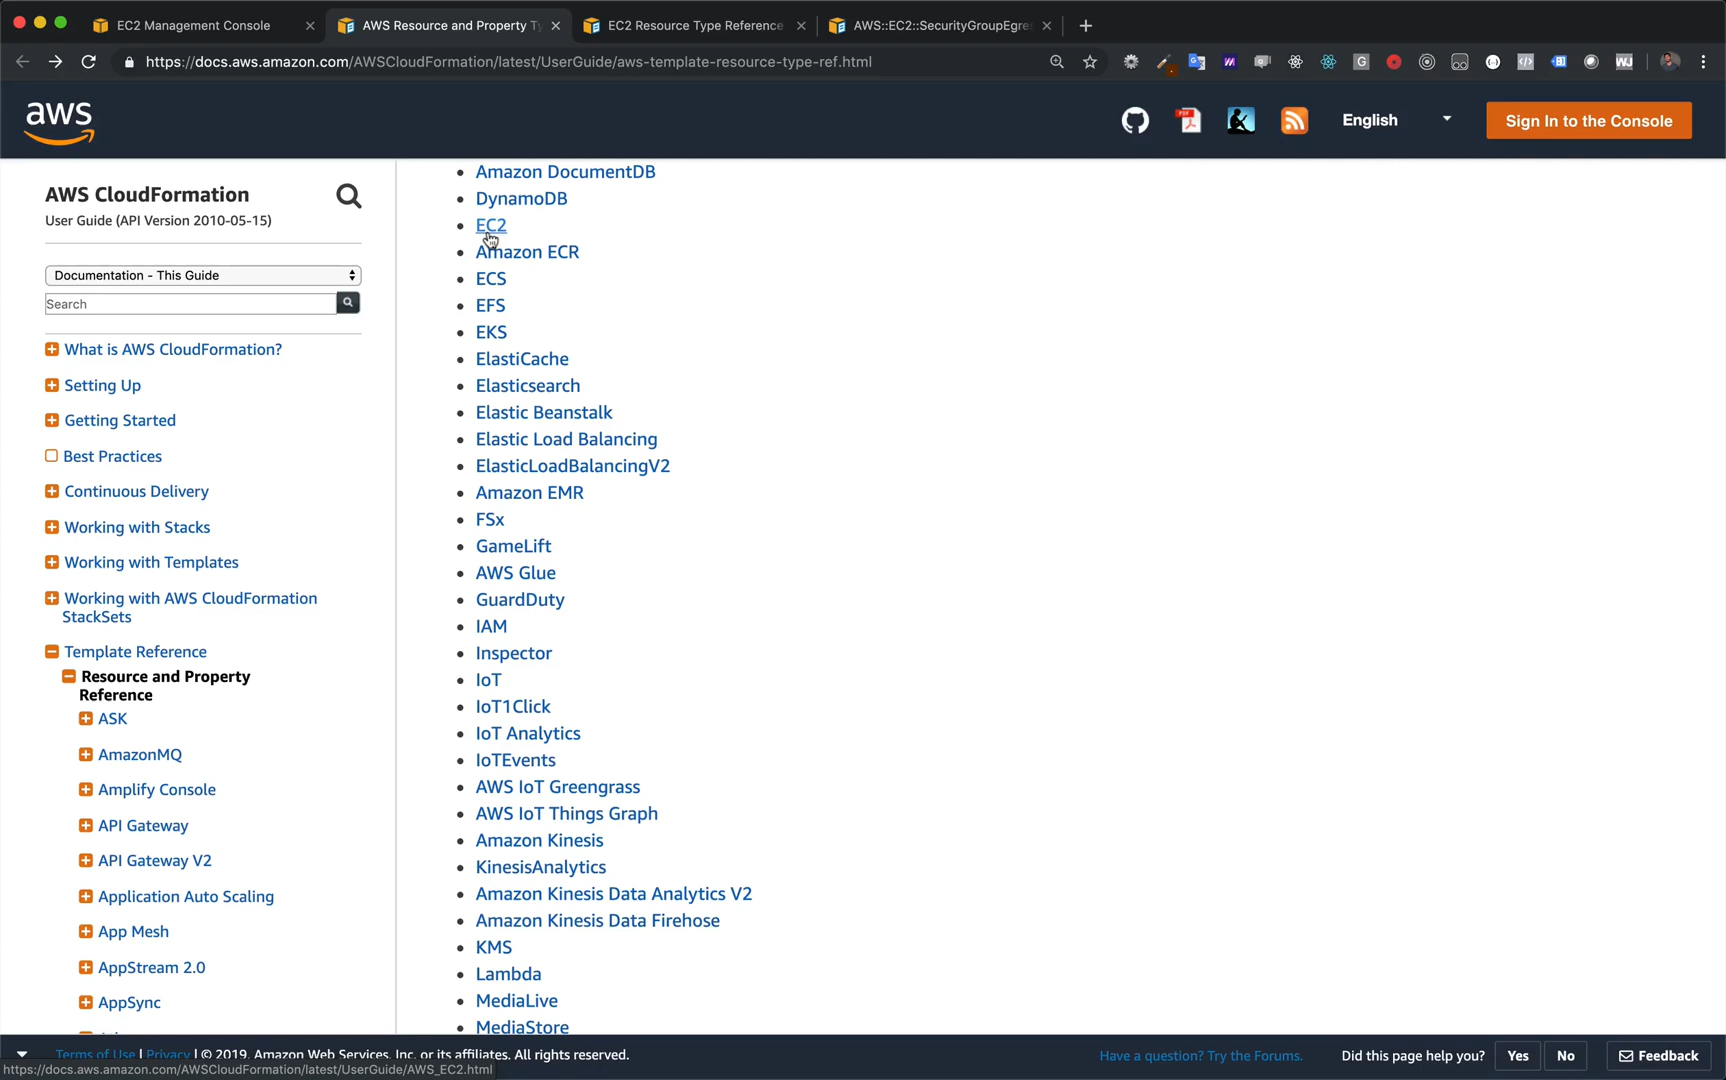 EC2 Management Console
AWS Resource and Property Ty
EC2 Resource Type Reference
AWS::EC2::SecurityGroupEgres
https://docs.aws.amazon.com/AWSCloudFormation/latest/UserGuide/aws-template-resource-type-ref.html
aws
English
Sign In to the Console
AWS CloudFormation
User Guide (API Version 2010-05-15)
Documentation - This Guide
Search
What is AWS CloudFormation?
Setting Up
Getting Started
Best Practices
Continuous Delivery
Working with Stacks
Working with Templates
Working with AWS CloudFormation
StackSets
Template Reference
Resource and Property
Reference
ASK
AmazonMQ
Amplify Console
API Gateway
API Gateway V2
Application Auto Scaling
App Mesh
AppStream 2.0
AppSync
Amazon DocumentDB
DynamoDB
EC2
Amazon ECR
ECS
EFS
EKS
ElastiCache
Elasticsearch
Elastic Beanstalk
Elastic Load Balancing
ElasticLoadBalancingV2
Amazon EMR
FSx
GameLift
AWS Glue
GuardDuty
IAM
Inspector
IoT
IoT1Click
IoT Analytics
IoTEvents
AWS IoT Greengrass
AWS IoT Things Graph
Amazon Kinesis
KinesisAnalytics
Amazon Kinesis Data Analytics V2
Amazon Kinesis Data Firehose
KMS
Lambda
MediaLive
MediaStore
Terms of Use | Privacy | © 2019, Amazon Web Services, Inc. or its affiliates. All rights reserved.
Have a question? Try the Forums.
Did this page help you?
Yes
No
Feedback
https://docs.aws.amazon.com/AWSCloudFormation/latest/UserGuide/AWS_EC2.html